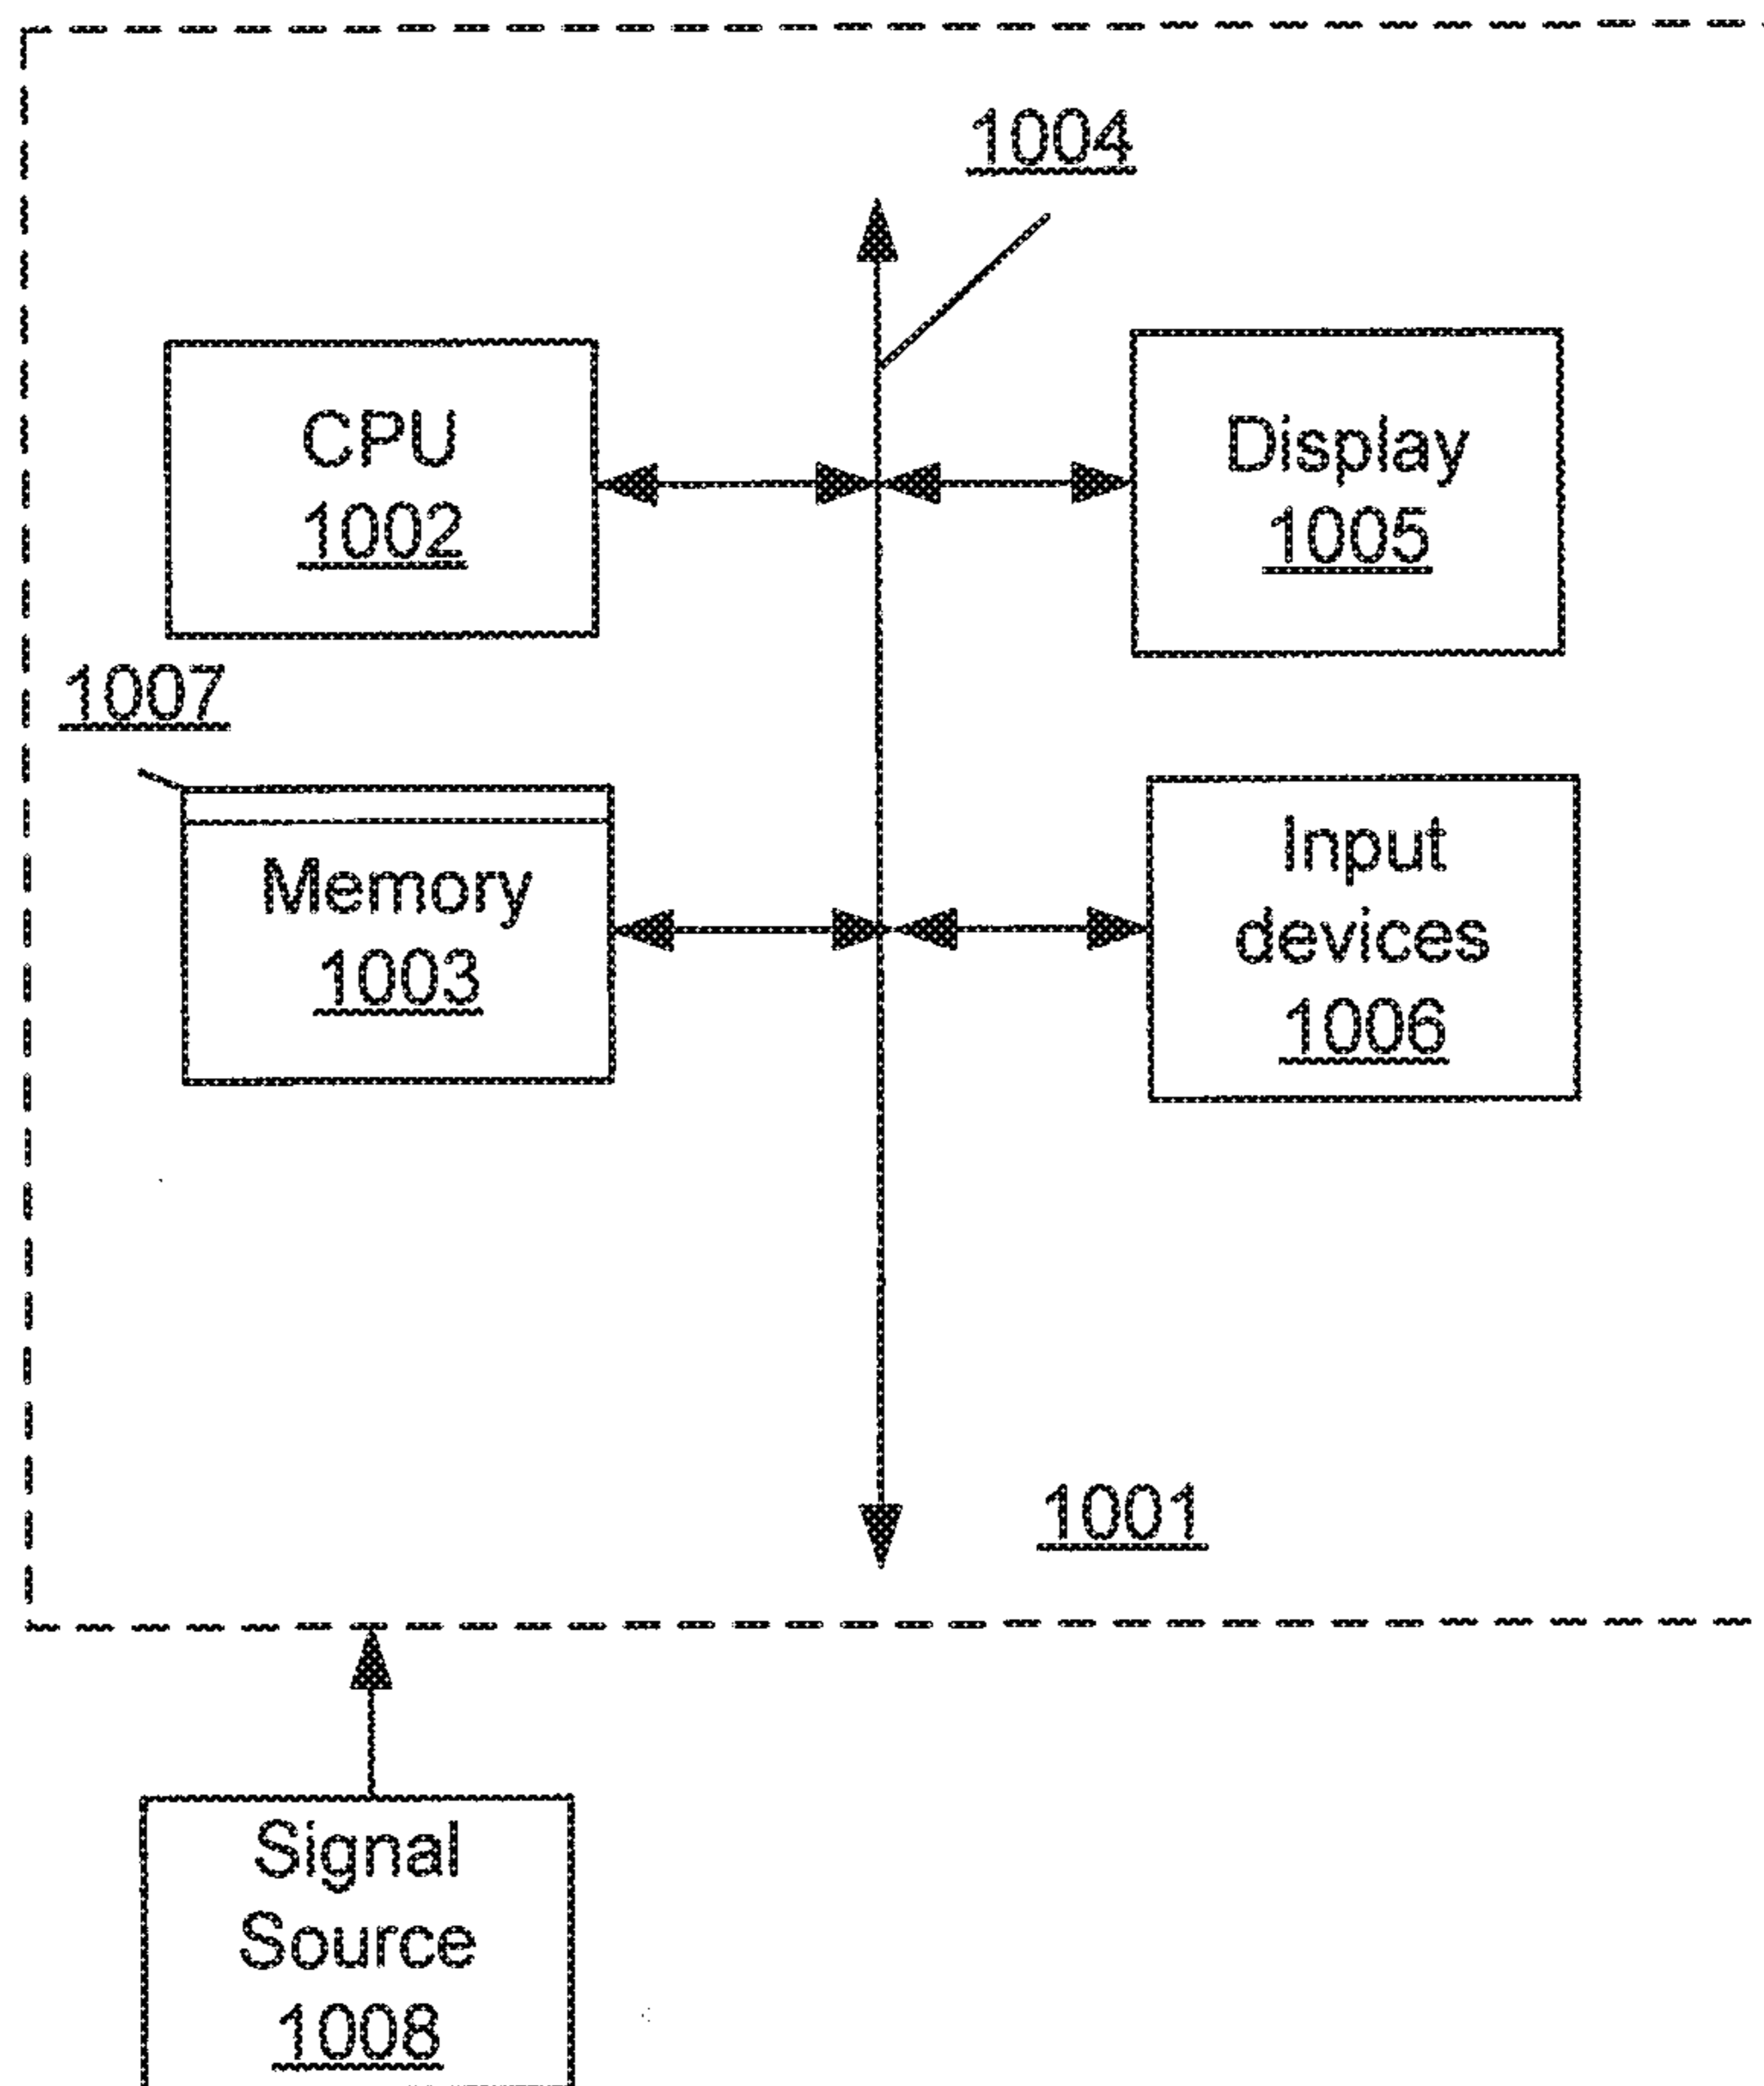 1004
CPU
1002
Display
1005
1007
Memory
1003
Input
devices
1006
1001
Signal
Source
1008